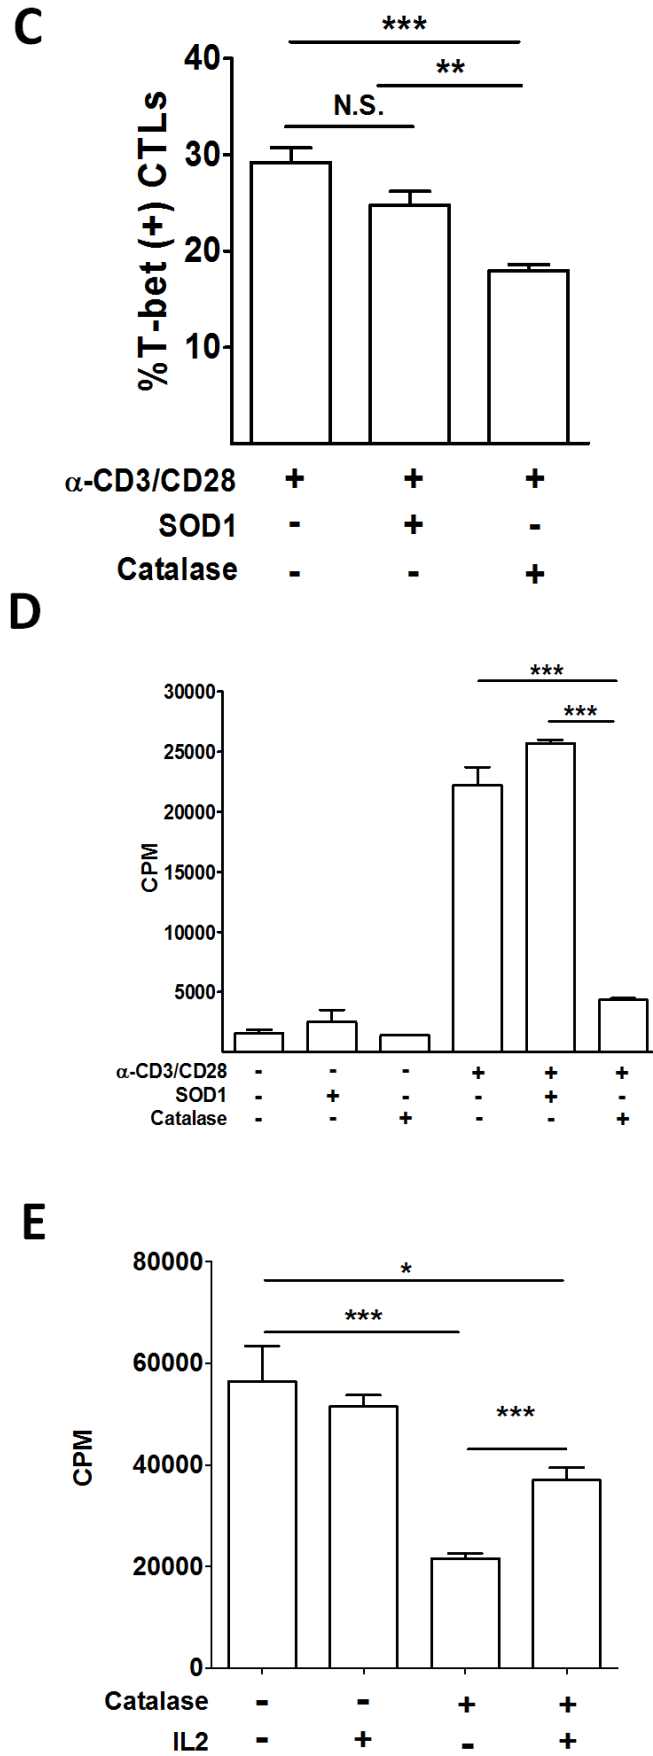 C
***
40
**
N.S.
30
20
10
%T-bet (+) CTLs
α-CD3/CD28 + + +
SOD1 - + -
Catalase - - +
D
***
30000
***
25000
20000
15000
10000
5000
CPM
α-CD3/CD28 - - - + + +
SOD1 - + - - + -
Catalase - - + - - +
E
80000
*
***
60000
***
40000
20000
0
CPM
Catalase - - + +
IL2 - + - +